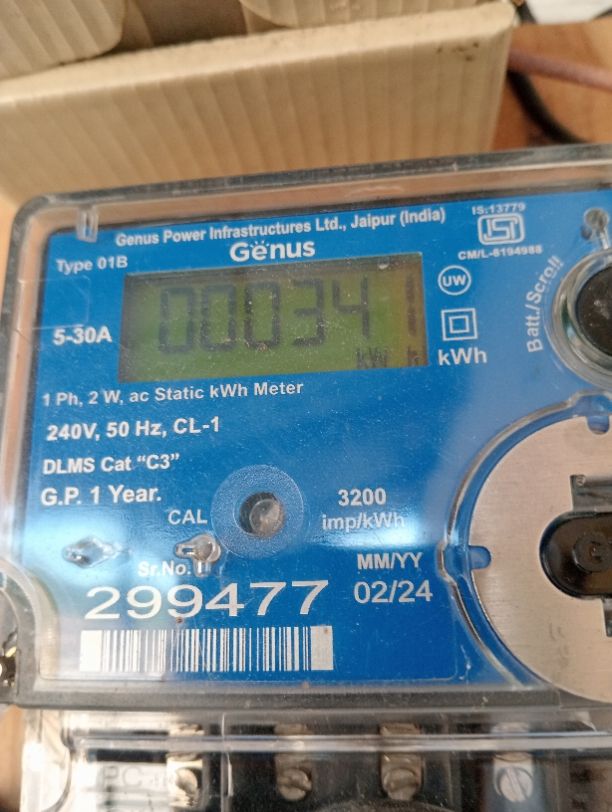 Genus Power Infrastructures Ltd., Jaipur (India)
Genus
IS:13779
CM/L-6194988
Type 01B
5-30A
00034
kW h
UW
kWh
Batt./Scroll
1 Ph, 2 W, ac Static kWh Meter
240V, 50 Hz, CL-1
DLMS Cat "C3"
G.P. 1 Year.
CAL
3200
imp/kWh
Sr.No.
MM/YY
299477
02/24